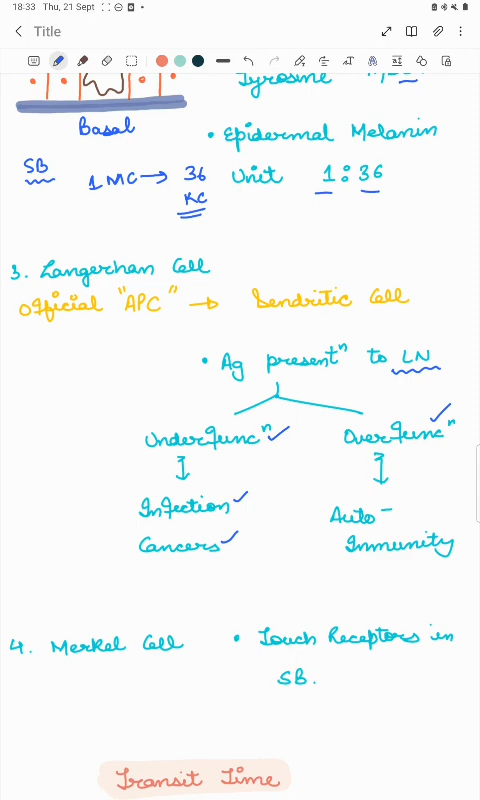 18:33 Thu, 21 Sept
Title
Tyrosine
Basal
• Epidermal Melanin
SB
1 MC → 36 Unit 1:36
KC
3. Langerhan Cell
Official "APC" → Dendritic Cell
• Ag presentⁿ to LN
Underfuncⁿ Overfuncⁿ
Infection Auto -
Cancers Immunity
4. Merkel Cell • Touch Receptors in
SB.
Transit Time